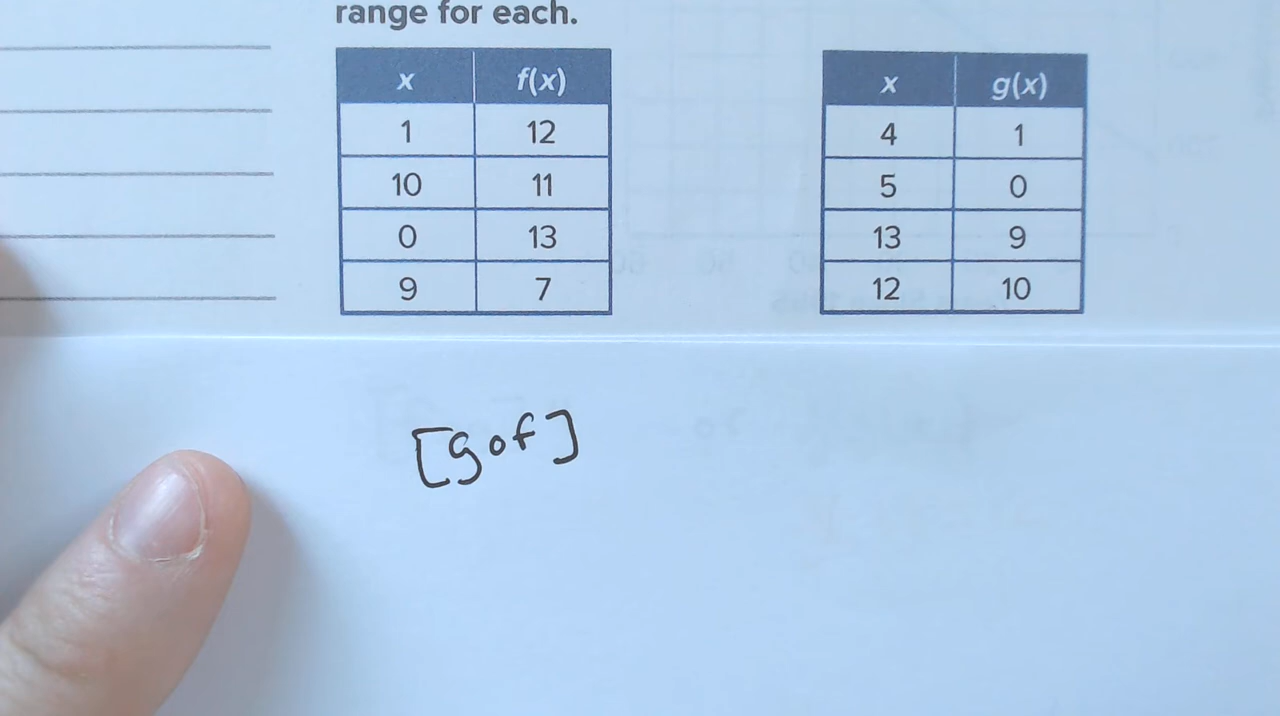 range for each.
x f(x)
1 12
10 11
0 13
9 7
x g(x)
4 1
5 0
13 9
12 10
[gof]